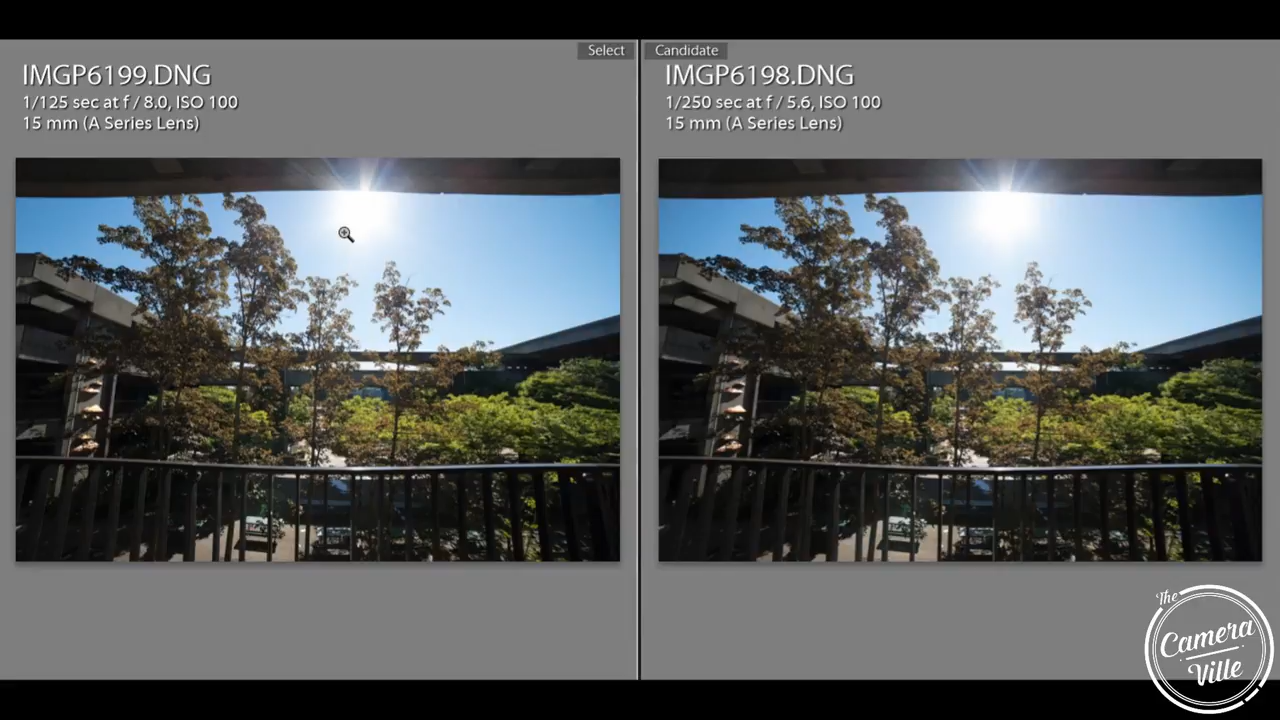 Select
IMGP6199.DNG
1/125 sec at f / 8.0, ISO 100
15 mm (A Series Lens)
Candidate
IMGP6198.DNG
1/250 sec at f / 5.6, ISO 100
15 mm (A Series Lens)
The
Camera
Ville